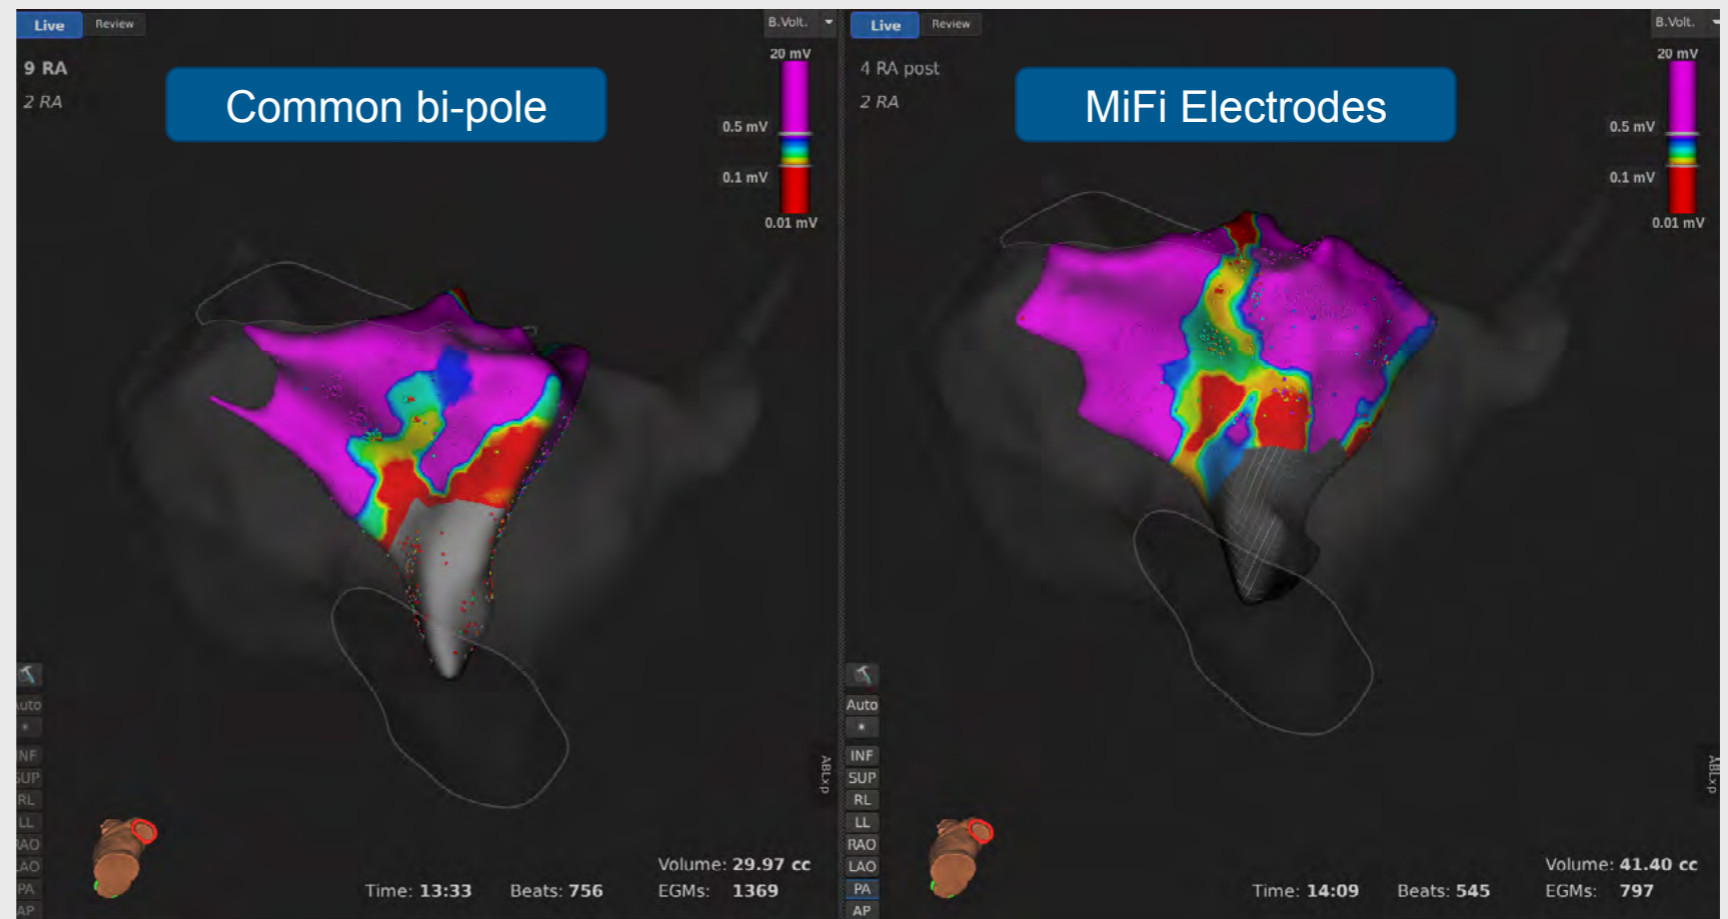 Live Review
B.Volt.
9 RA
2 RA
Common bi-pole
20 mV
0.5 mV
0.1 mV
0.01 mV
Auto
*
INF
SUP
RL
LL
RAO
LAO
PA
AP
ABLxp
Volume: 29.97 cc
Time: 13:33 Beats: 756 EGMs: 1369
Live Review
B.Volt.
4 RA post
2 RA
MiFi Electrodes
20 mV
0.5 mV
0.1 mV
0.01 mV
Auto
*
INF
SUP
RL
LL
RAO
LAO
PA
AP
ABLxp
Volume: 41.40 cc
Time: 14:09 Beats: 545 EGMs: 797